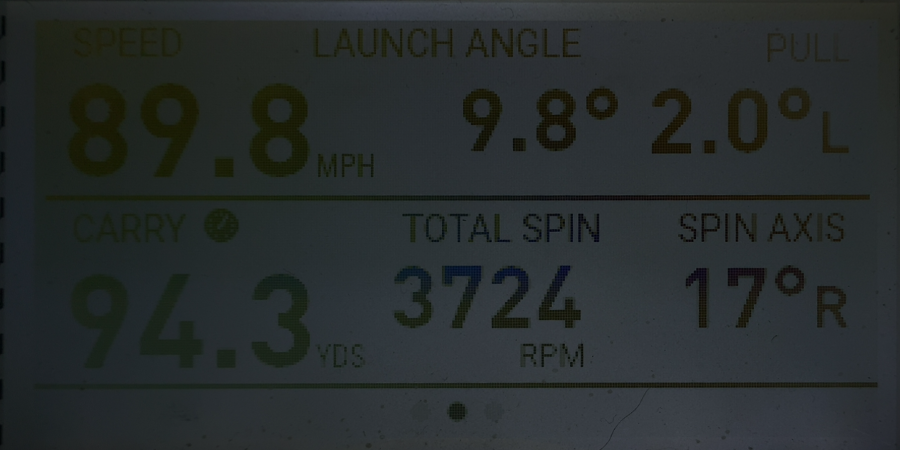 SPEED LAUNCH ANGLE PULL
89.8 MPH 9.8° 2.0° L
CARRY TOTAL SPIN SPIN AXIS
94.3 YDS 3724 RPM 17° R